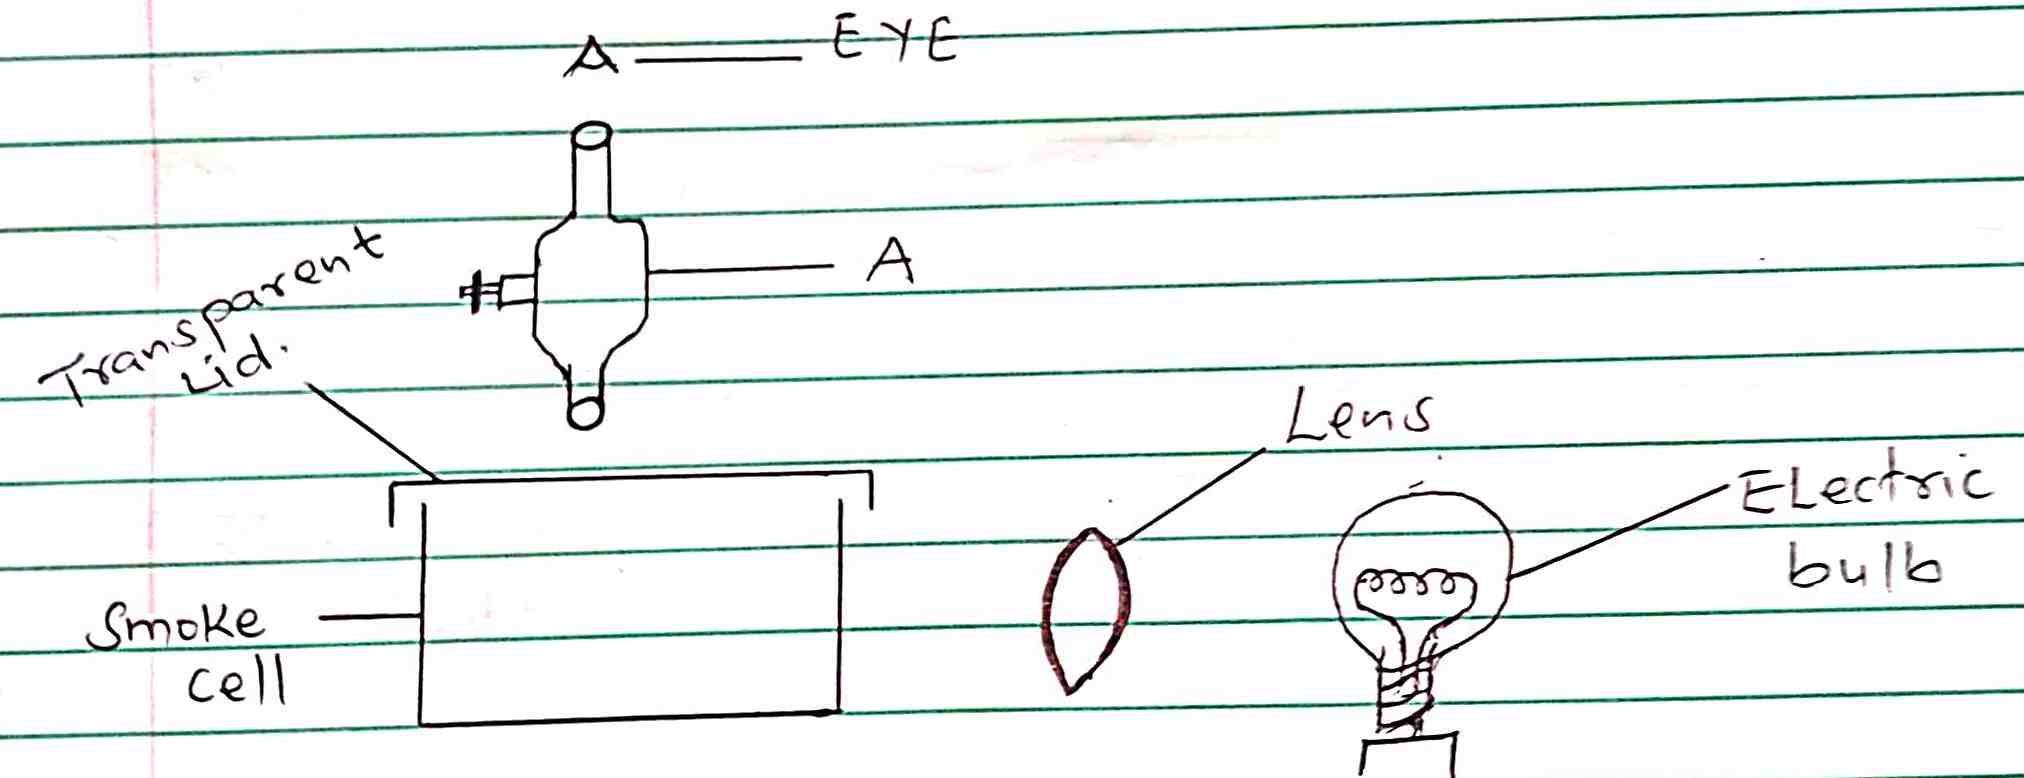 EYE
A
Transparent
Lid.
Lens
ELectric
bulb
Smoke
cell